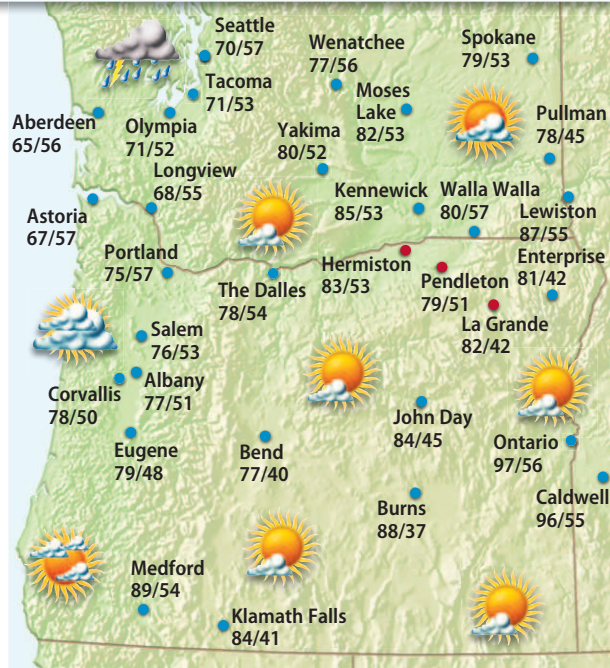 Seattle
70/57
Wenatchee
77/56
Spokane
79/53
Tacoma
71/53
Moses
Lake
82/53
Aberdeen
65/56
Olympia
71/52
Yakima
80/52
Pullman
78/45
Longview
68/55
Kennewick
85/53
Walla Walla
80/57
Lewiston
87/55
Astoria
67/57
Portland
75/57
The Dalles
78/54
Hermiston
83/53
Pendleton
79/51
Enterprise
81/42
La Grande
82/42
Salem
76/53
Corvallis
78/50
Albany
77/51
John Day
84/45
Eugene
79/48
Bend
77/40
Ontario
97/56
Burns
88/37
Caldwell
96/55
Medford
89/54
Klamath Falls
84/41